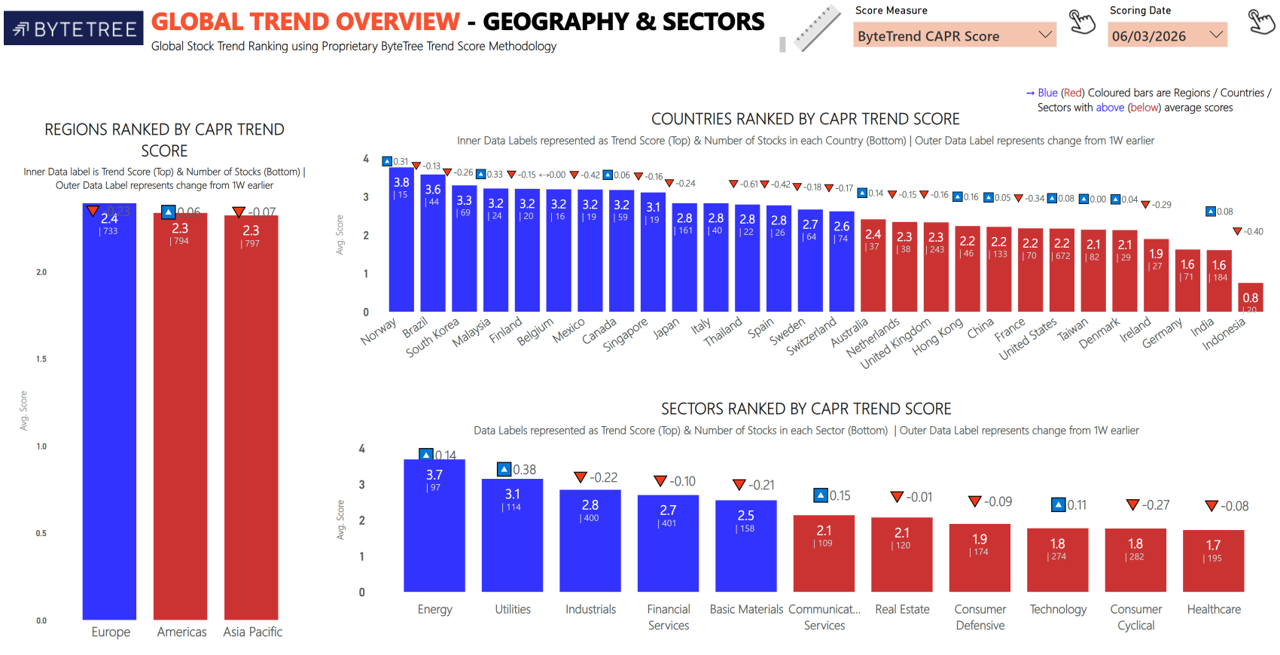 BYTETREE
GLOBAL TREND OVERVIEW - GEOGRAPHY & SECTORS
Global Stock Trend Ranking using Proprietary ByteTree Trend Score Methodology
Score Measure
ByteTrend CAPR Score
Scoring Date
06/03/2026
→ Blue (Red) Coloured bars are Regions / Countries /
Sectors with above (below) average scores
REGIONS RANKED BY CAPR TREND
SCORE
Inner Data label is Trend Score (Top) & Number of Stocks (Bottom) |
Outer Data Label represents change from 1W earlier
Avg. Score
2.0
1.5
1.0
0.5
0.0
0.06
-0.07
2.4
| 733
2.3
| 794
2.3
| 797
Europe
Americas
Asia Pacific
COUNTRIES RANKED BY CAPR TREND SCORE
Inner Data Labels represented as Trend Score (Top) & Number of Stocks in each Country (Bottom) | Outer Data Label represents change from 1W earlier
Avg. Score
4
3
2
1
0
0.31
-0.13
-0.26
0.33
-0.15
↔0.00
-0.42
0.06
-0.16
-0.24
-0.61
-0.42
-0.18
-0.17
0.14
-0.15
-0.16
0.16
0.05
-0.34
0.08
0.00
0.04
-0.29
0.08
-0.40
3.8
| 15
3.6
| 44
3.3
| 69
3.2
| 24
3.2
| 20
3.2
| 16
3.2
| 19
3.2
| 59
3.1
| 19
2.8
| 161
2.8
| 40
2.8
| 22
2.8
| 26
2.7
| 64
2.6
| 74
2.4
| 37
2.3
| 38
2.3
| 243
2.2
| 46
2.2
| 133
2.2
| 70
2.2
| 672
2.1
| 82
2.1
| 29
1.9
| 27
1.6
| 71
1.6
| 184
0.8
| 20
Norway
Brazil
South Korea
Malaysia
Finland
Belgium
Mexico
Canada
Singapore
Japan
Italy
Thailand
Spain
Sweden
Switzerland
Australia
Netherlands
United Kingdom
Hong Kong
China
France
United States
Taiwan
Denmark
Ireland
Germany
India
Indonesia
SECTORS RANKED BY CAPR TREND SCORE
Data Labels represented as Trend Score (Top) & Number of Stocks in each Sector (Bottom) | Outer Data Label represents change from 1W earlier
Avg. Score
4
3
2
1
0
0.14
0.38
-0.22
-0.10
-0.21
0.15
-0.01
-0.09
0.11
-0.27
-0.08
3.7
| 97
3.1
| 114
2.8
| 400
2.7
| 401
2.5
| 158
2.1
| 109
2.1
| 120
1.9
| 174
1.8
| 274
1.8
| 282
1.7
| 195
Energy
Utilities
Industrials
Financial
Services
Basic Materials
Communicat...
Services
Real Estate
Consumer
Defensive
Technology
Consumer
Cyclical
Healthcare